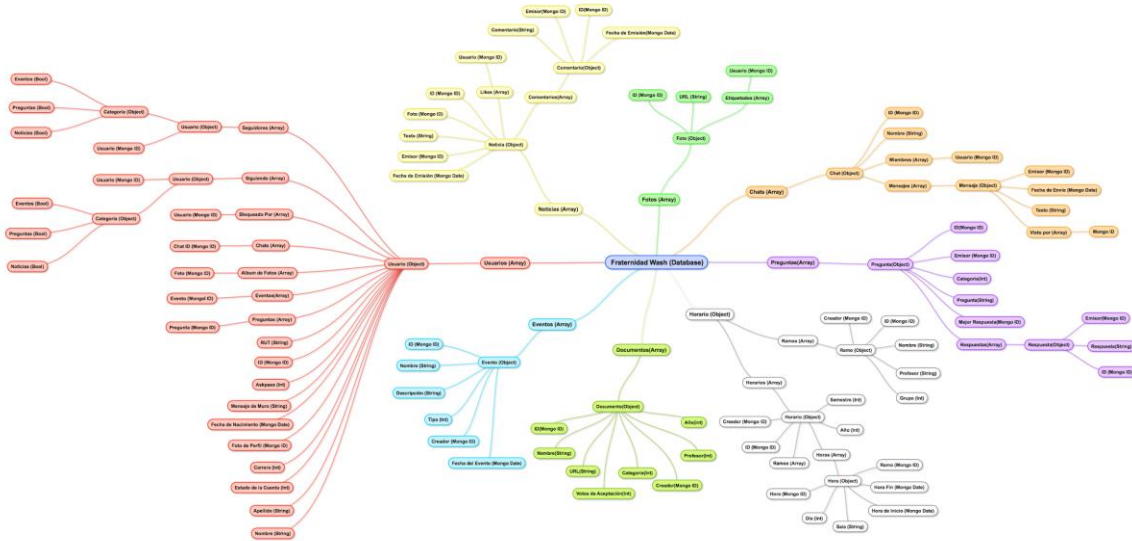 Fraternidad Wash (Database)
Usuarios (Array)
Usuario (Object)
Seguidores (Array)
Usuario (Object)
Categoria (Object)
Eventos (Bool)
Preguntas (Bool)
Noticias (Bool)
Usuario (Mongo ID)
Siguiendo (Array)
Usuario (Object)
Usuario (Mongo ID)
Categoria (Object)
Eventos (Bool)
Preguntas (Bool)
Noticias (Bool)
Bloqueado Por (Array)
Usuario (Mongo ID)
Chats (Array)
Chat ID (Mongo ID)
Album de Fotos (Array)
Foto (Mongo ID)
Eventos(Array)
Evento (Mongol ID)
Preguntas (Array)
Pregunta (Mongo ID)
RUT (String)
ID (Mongo ID)
Askpass (Int)
Mensaje de Muro (String)
Fecha de Nacimiento (Mongo Date)
Foto de Perfil (Mongo ID)
Carrera (Int)
Estado de la Cuenta (Int)
Apellido (String)
Nombre (String)
Noticias (Array)
Noticia (Object)
Comentarios(Array)
Comentario(Object)
Comentario(String)
Emisor(Mongo ID)
ID(Mongo ID)
Fecha de Emisión(Mongo Date)
Likes (Array)
Usuario (Mongo ID)
ID (Mongo ID)
Foto (Mongo ID)
Texto (String)
Emisor (Mongo ID)
Fecha de Emisión (Mongo Date)
Fotos (Array)
Foto (Object)
ID (Mongo ID)
URL (String)
Etiquetados (Array)
Usuario (Mongo ID)
Chats (Array)
Chat (Object)
ID (Mongo ID)
Nombre (String)
Miembros (Array)
Usuario (Mongo ID)
Mensajes (Array)
Mensaje (Object)
Emisor (Mongo ID)
Fecha de Envio (Mongo Date)
Texto (String)
Visto por (Array)
Mongo ID
Preguntas(Array)
Pregunta(Object)
ID(Mongo ID)
Emisor (Mongo ID)
Categoria(Int)
Pregunta(String)
Mejor Respuesta(Mongo ID)
Respuestas(Array)
Respuesta(Object)
Emisor(Mongo ID)
Respuesta(String)
ID (Mongo ID)
Horario (Object)
Ramos (Array)
Ramo (Object)
Creador (Mongo ID)
ID (Mongo ID)
Nombre (String)
Profesor (String)
Grupo (Int)
Horarios (Array)
Horario (Object)
Semestre (Int)
Año (Int)
Creador (Mongo ID)
ID (Mongo ID)
Ramos (Array)
Horas (Array)
Hora (Object)
Ramo (Mongo ID)
Hora Fin (Mongo Date)
Hora de Inicio (Mongo Date)
Hora (Mongo ID)
Dia (Int)
Sala (String)
Documentos(Array)
Documento(Object)
ID(Mongo ID)
Nombre(String)
URL(String)
Votos de Aceptación(Int)
Categoria(Int)
Creador(Mongo ID)
Profesor(Int)
Año(Int)
Eventos (Array)
Evento (Object)
ID (Mongo ID)
Nombre (String)
Descripción (String)
Tipo (Int)
Creador (Mongo ID)
Fecha del Evento (Mongo Date)